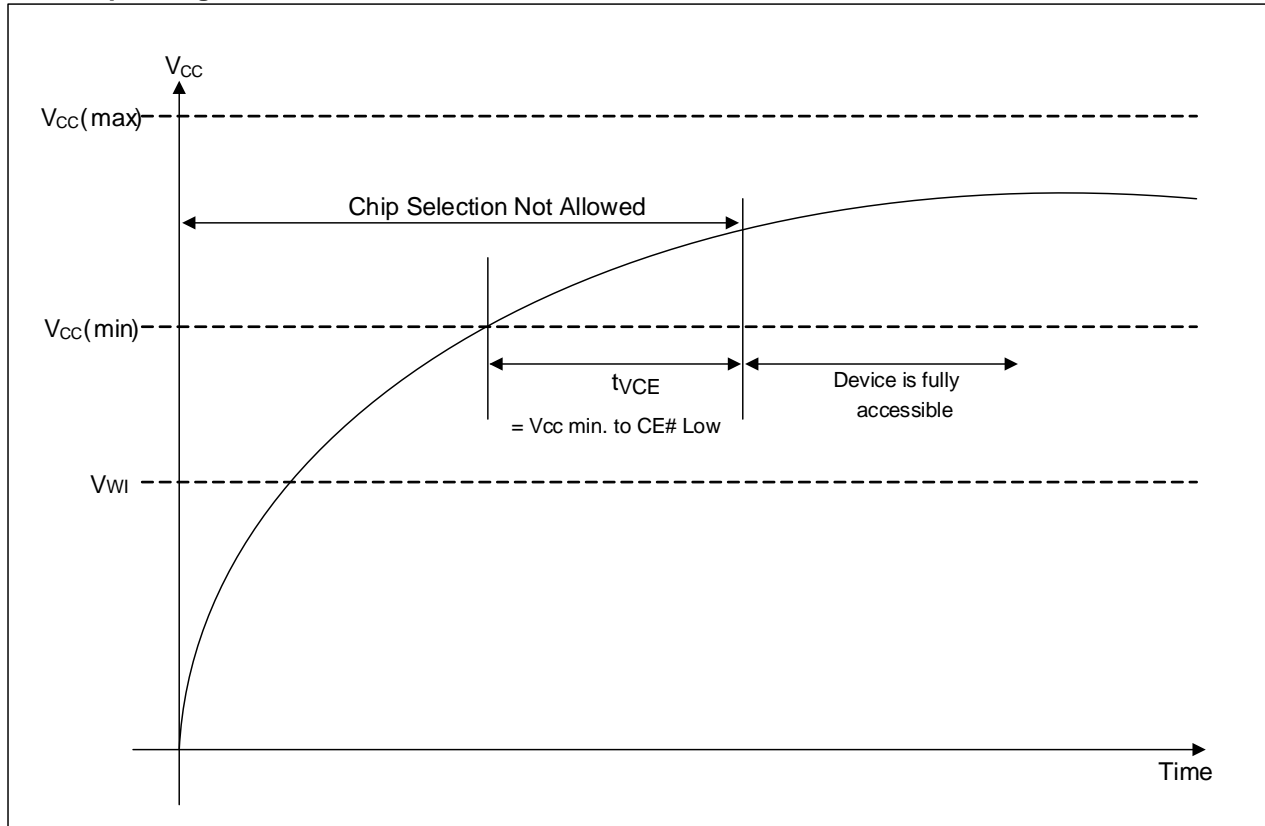 VCC
VCC(max)
Chip Selection Not Allowed
VCC(min)
tVCE
= Vcc min. to CE# Low
Device is fully
accessible
VWI
Time